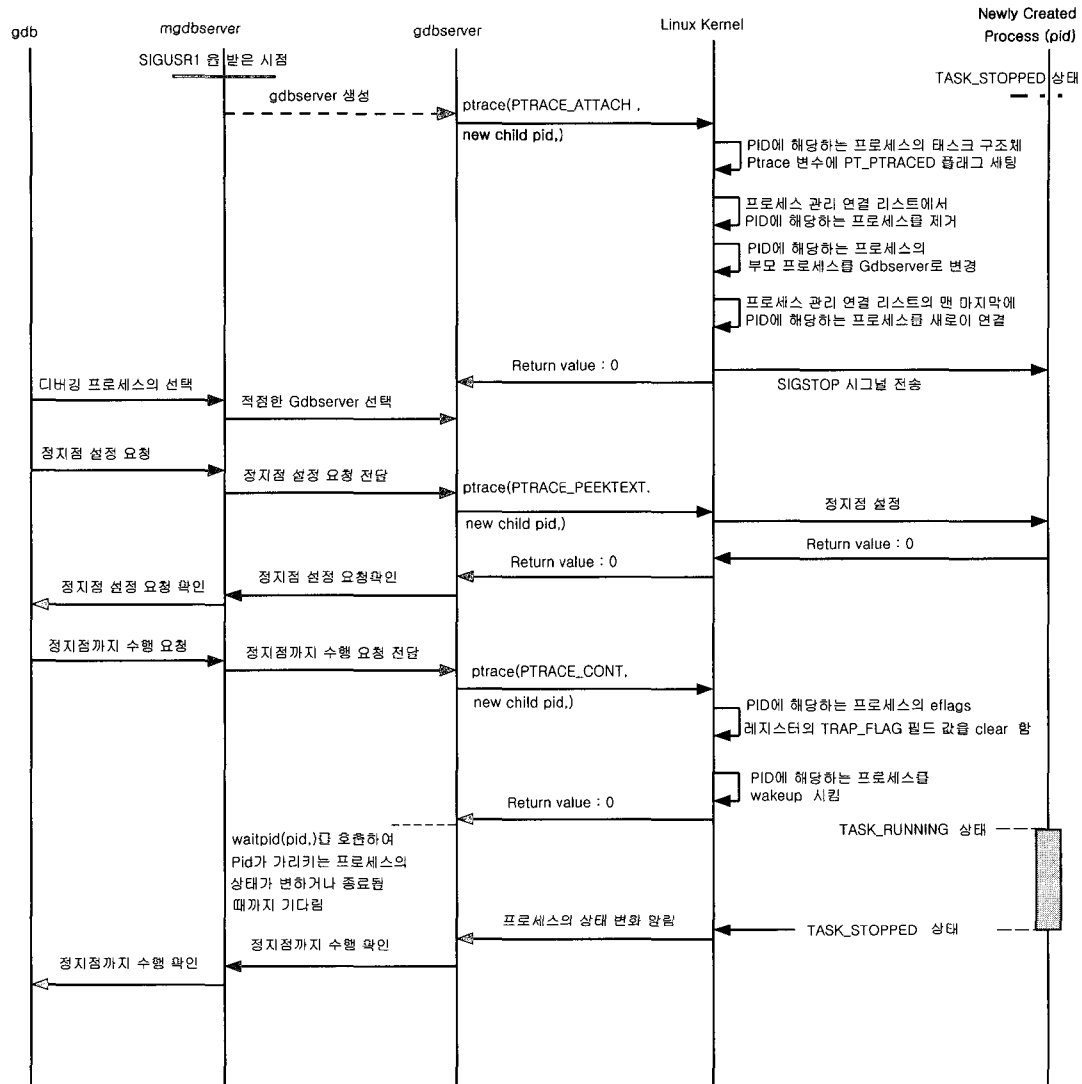 gdb
mgdbserver
gdbserver
Linux Kernel
Newly Created
Process (pid)
SIGUSR1 을 받은 시점
TASK_STOPPED 상태
gdbserver 생성
ptrace(PTRACE_ATTACH ,
new child pid,)
PID에 해당하는 프로세스의 태스크 구조체
Ptrace 변수에 PT_PTRACED 플래그 세팅
프로세스 관리 연결 리스트에서
PID에 해당하는 프로세스를 제거
PID에 해당하는 프로세스의
부모 프로세스를 Gdbserver로 변경
프로세스 관리 연결 리스트의 맨 마지막에
PID에 해당하는 프로세스를 새로이 연결
Return value : 0
SIGSTOP 시그널 전송
디버깅 프로세스의 선택
적절한 Gdbserver 선택
정지점 설정 요청
정지점 설정 요청 전달
ptrace(PTRACE_PEEKTEXT,
new child pid,)
정지점 설정
Return value : 0
Return value : 0
정지점 설정 요청확인
정지점 설정 요청 확인
정지점까지 수행 요청
정지점까지 수행 요청 전달
ptrace(PTRACE_CONT,
new child pid,)
PID에 해당하는 프로세스의 eflags
레지스터의 TRAP_FLAG 필드 값을 clear 함
PID에 해당하는 프로세스를
wakeup 시킴
Return value : 0
TASK_RUNNING 상태
waitpid(pid,)를 호출하여
Pid가 가리키는 프로세스의
상태가 변하거나 종료될
때까지 기다림
프로세스의 상태 변화 알림
TASK_STOPPED 상태
정지점까지 수행 확인
정지점까지 수행 확인